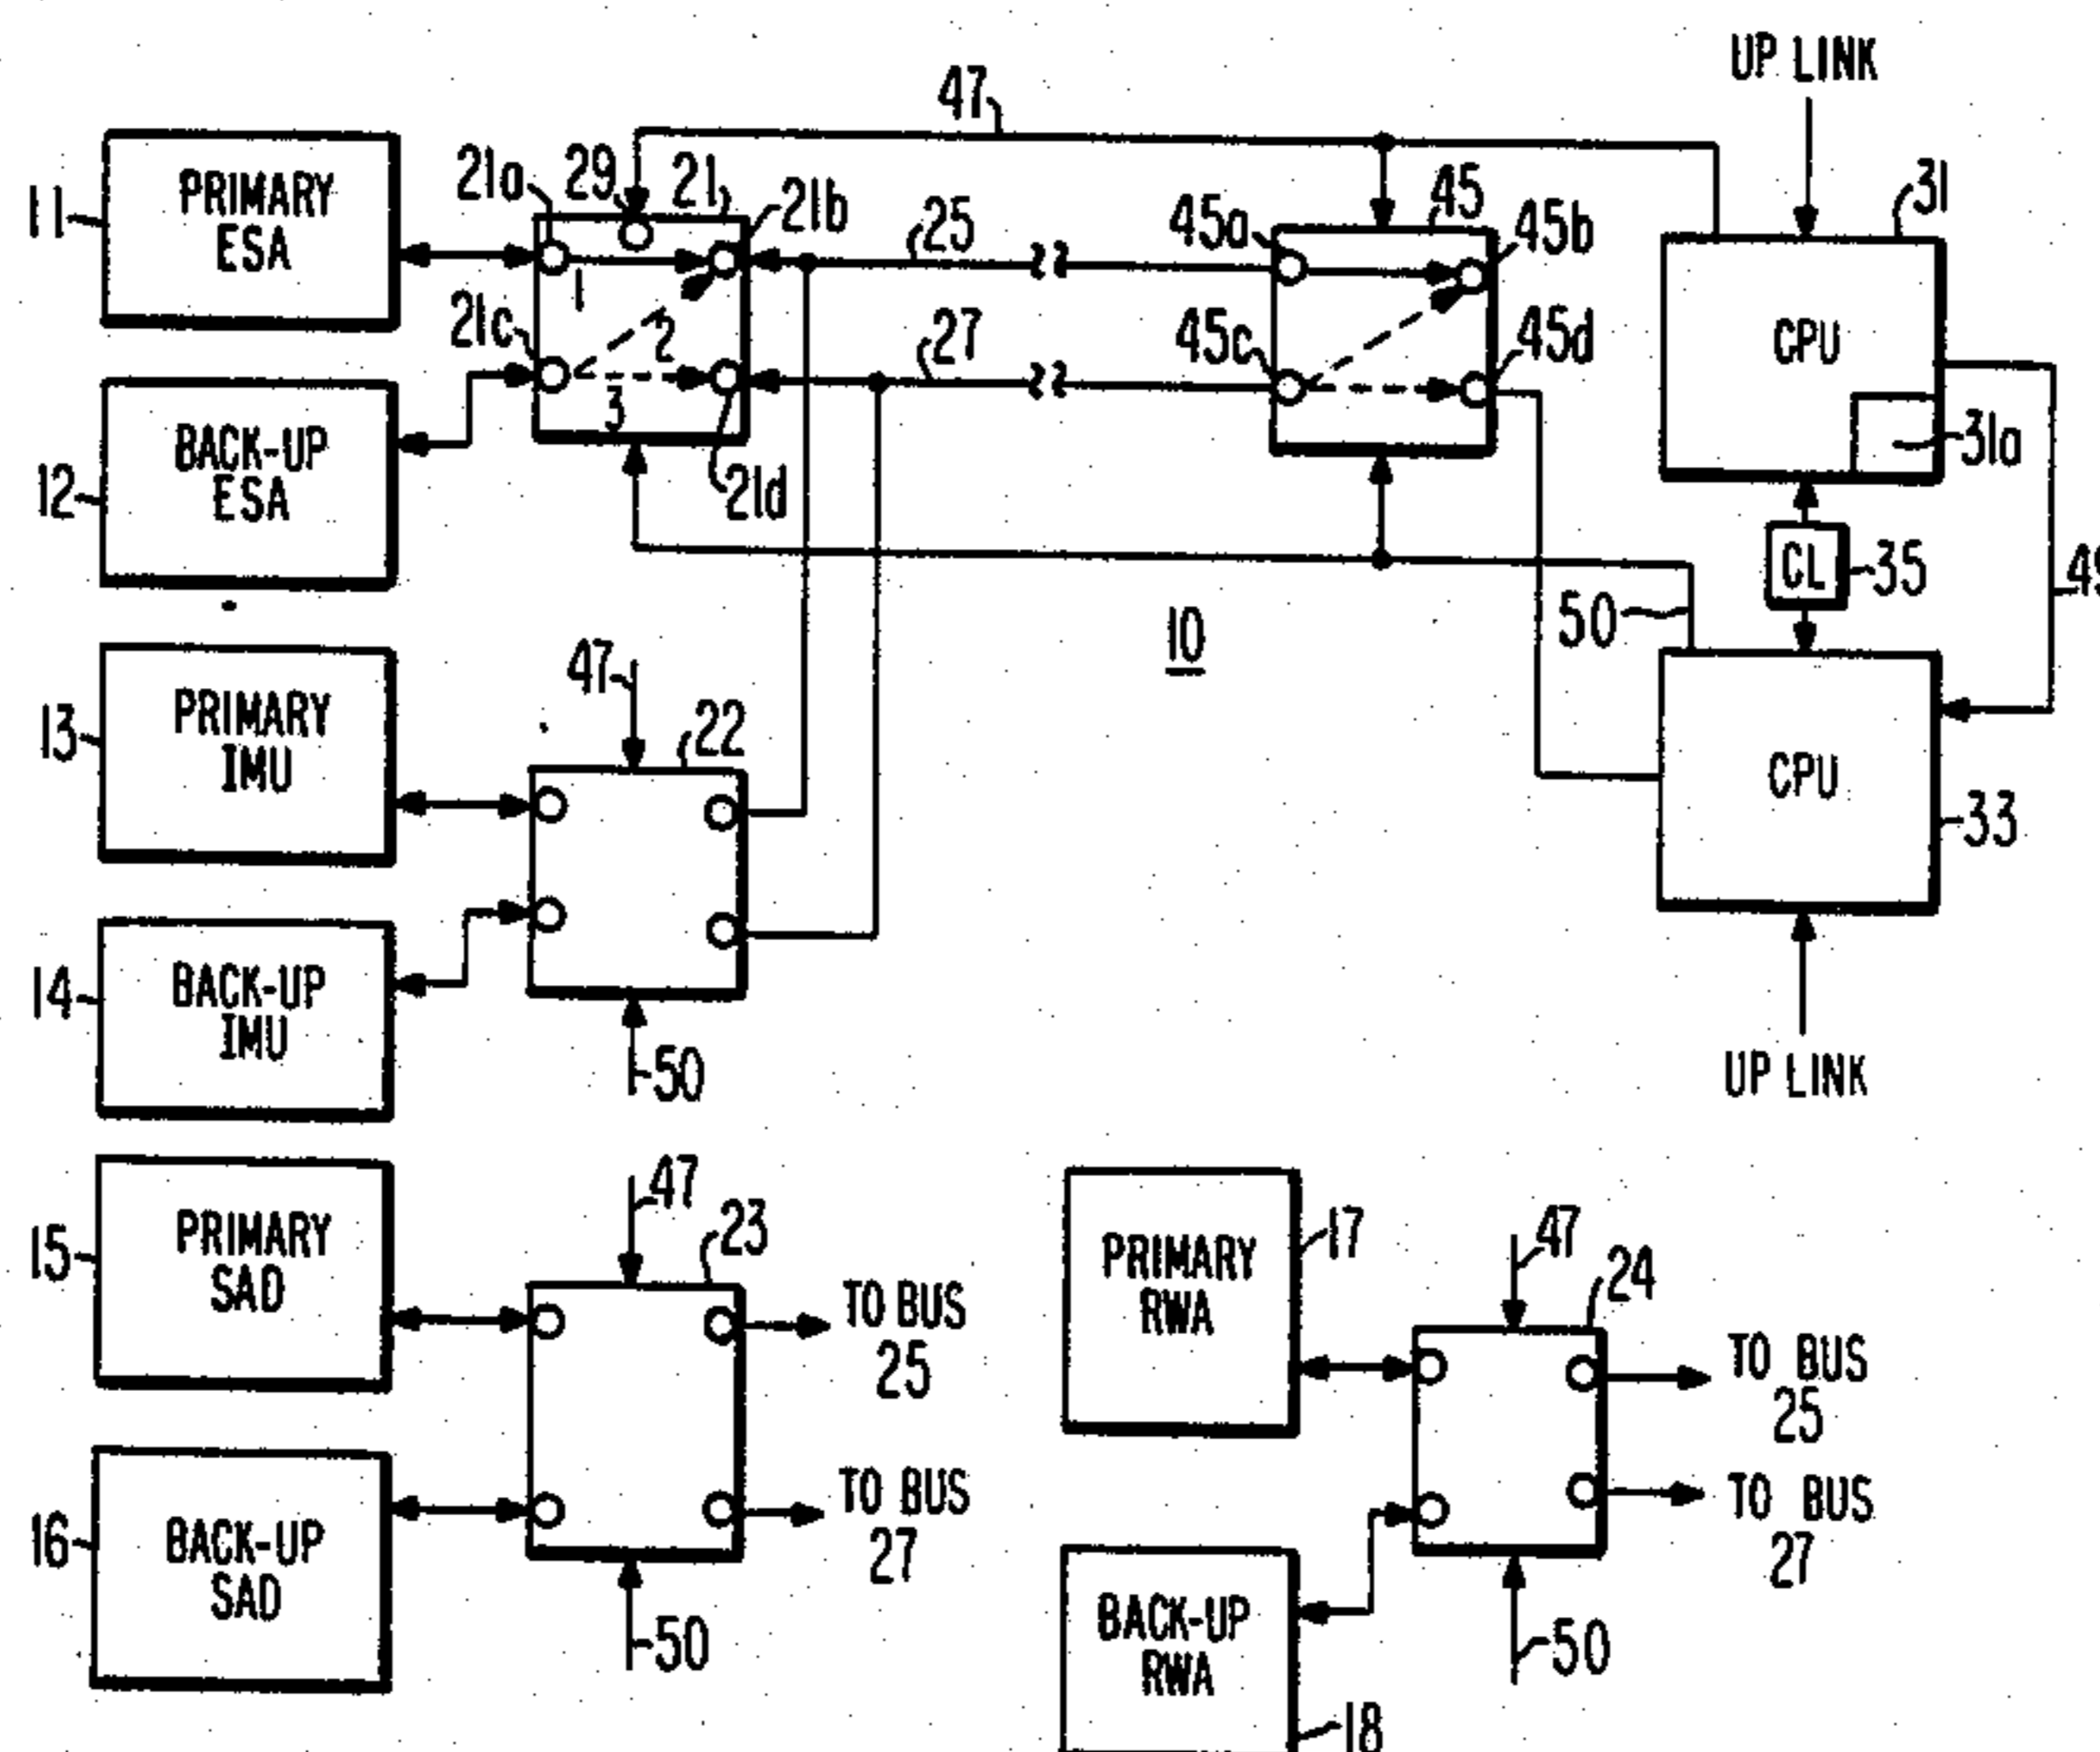 UP LINK
47
11
PRIMARY
ESA
21a
29
21
21b
25
45a
45
45b
31
1
2
3
21c
27
45c
45d
CPU
31a
12
BACK-UP
ESA
21d
CL
35
50
10
13
PRIMARY
IMU
47
22
CPU
33
14
BACK-UP
IMU
50
UP LINK
15
PRIMARY
SAD
47
23
TO BUS
25
17
PRIMARY
RWA
47
24
TO BUS
25
16
BACK-UP
SAD
TO BUS
27
50
BACK-UP
RWA
TO BUS
27
50
18